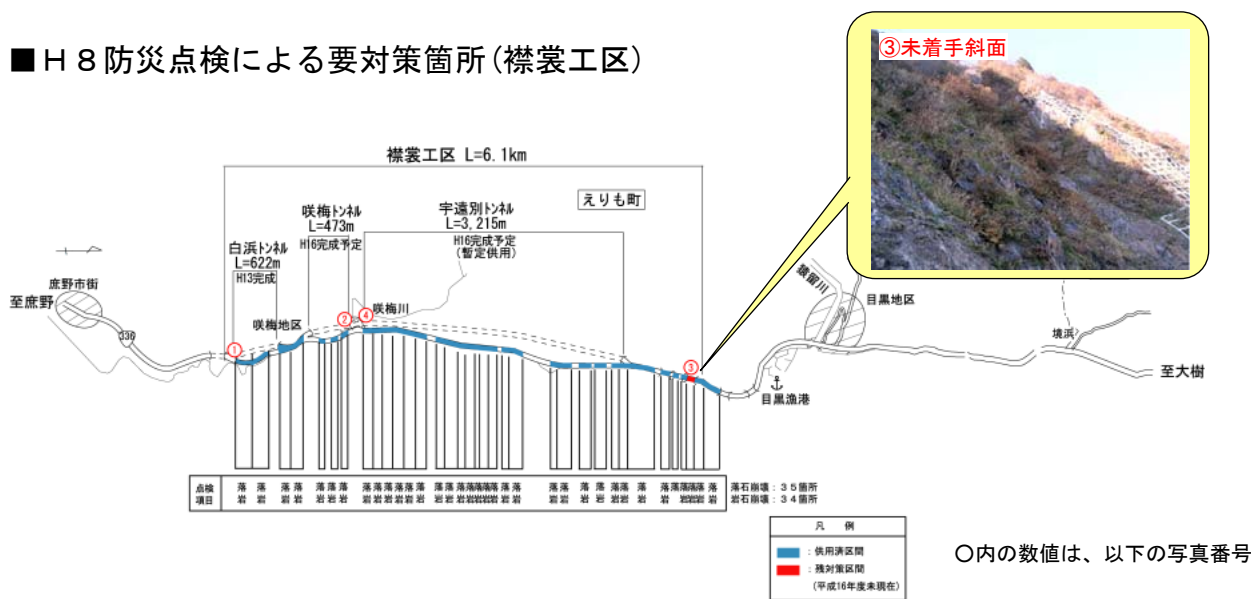 ■Ｈ８防災点検による要対策箇所(襟裳工区)
③未着手斜面
襟裳工区 L=6.1km
えりも町
咲梅トンネル
L=473m
H16完成予定
宇遠別トンネル
L=3,215m
H16完成予定
(暫定供用)
白浜トンネル
L=622m
H13完成
庶野市街
至庶野
336
咲梅地区
咲梅川
①
②
④
③
猿留川
目黒地区
境浜
至大樹
目黒漁港
点検
項目
落石崩壊：３５箇所
岩石崩壊：３４箇所
凡 例
：供用済区間
：残対策区間
(平成16年度末現在)
〇内の数値は、以下の写真番号